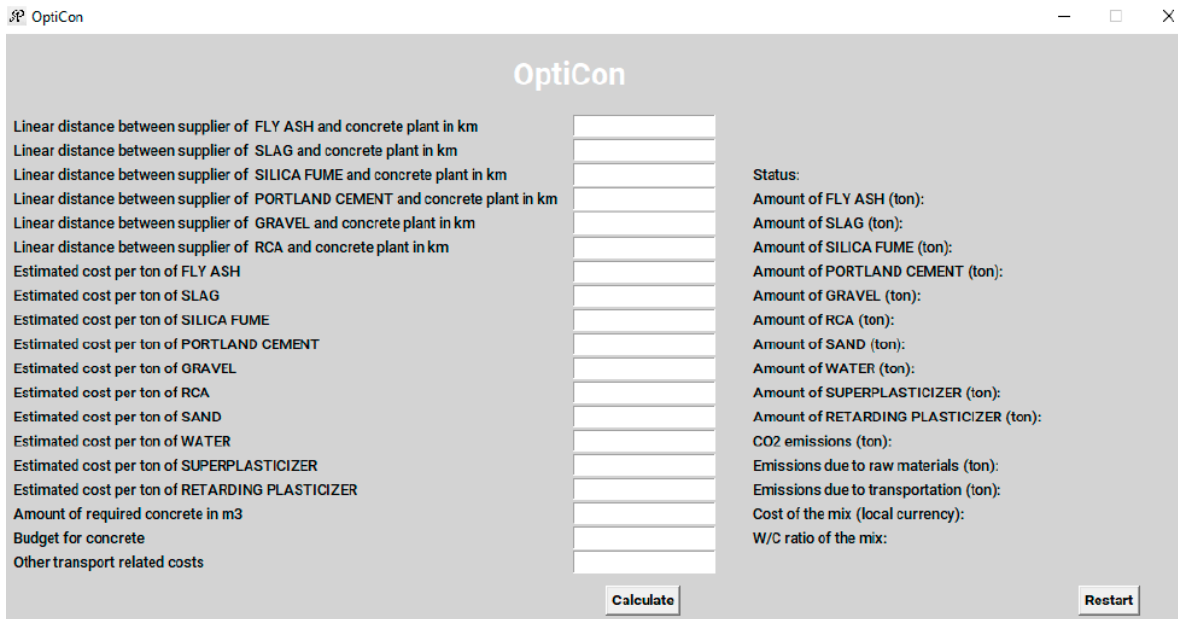 OptiCon
OptiCon
Linear distance between supplier of FLY ASH and concrete plant in km
Linear distance between supplier of SLAG and concrete plant in km
Linear distance between supplier of SILICA FUME and concrete plant in km
Linear distance between supplier of PORTLAND CEMENT and concrete plant in km
Linear distance between supplier of GRAVEL and concrete plant in km
Linear distance between supplier of RCA and concrete plant in km
Estimated cost per ton of FLY ASH
Estimated cost per ton of SLAG
Estimated cost per ton of SILICA FUME
Estimated cost per ton of PORTLAND CEMENT
Estimated cost per ton of GRAVEL
Estimated cost per ton of RCA
Estimated cost per ton of SAND
Estimated cost per ton of WATER
Estimated cost per ton of SUPERPLASTICIZER
Estimated cost per ton of RETARDING PLASTICIZER
Amount of required concrete in m3
Budget for concrete
Other transport related costs
Status:
Amount of FLY ASH (ton):
Amount of SLAG (ton):
Amount of SILICA FUME (ton):
Amount of PORTLAND CEMENT (ton):
Amount of GRAVEL (ton):
Amount of RCA (ton):
Amount of SAND (ton):
Amount of WATER (ton):
Amount of SUPERPLASTICIZER (ton):
Amount of RETARDING PLASTICIZER (ton):
CO2 emissions (ton):
Emissions due to raw materials (ton):
Emissions due to transportation (ton):
Cost of the mix (local currency):
W/C ratio of the mix:
Calculate
Restart